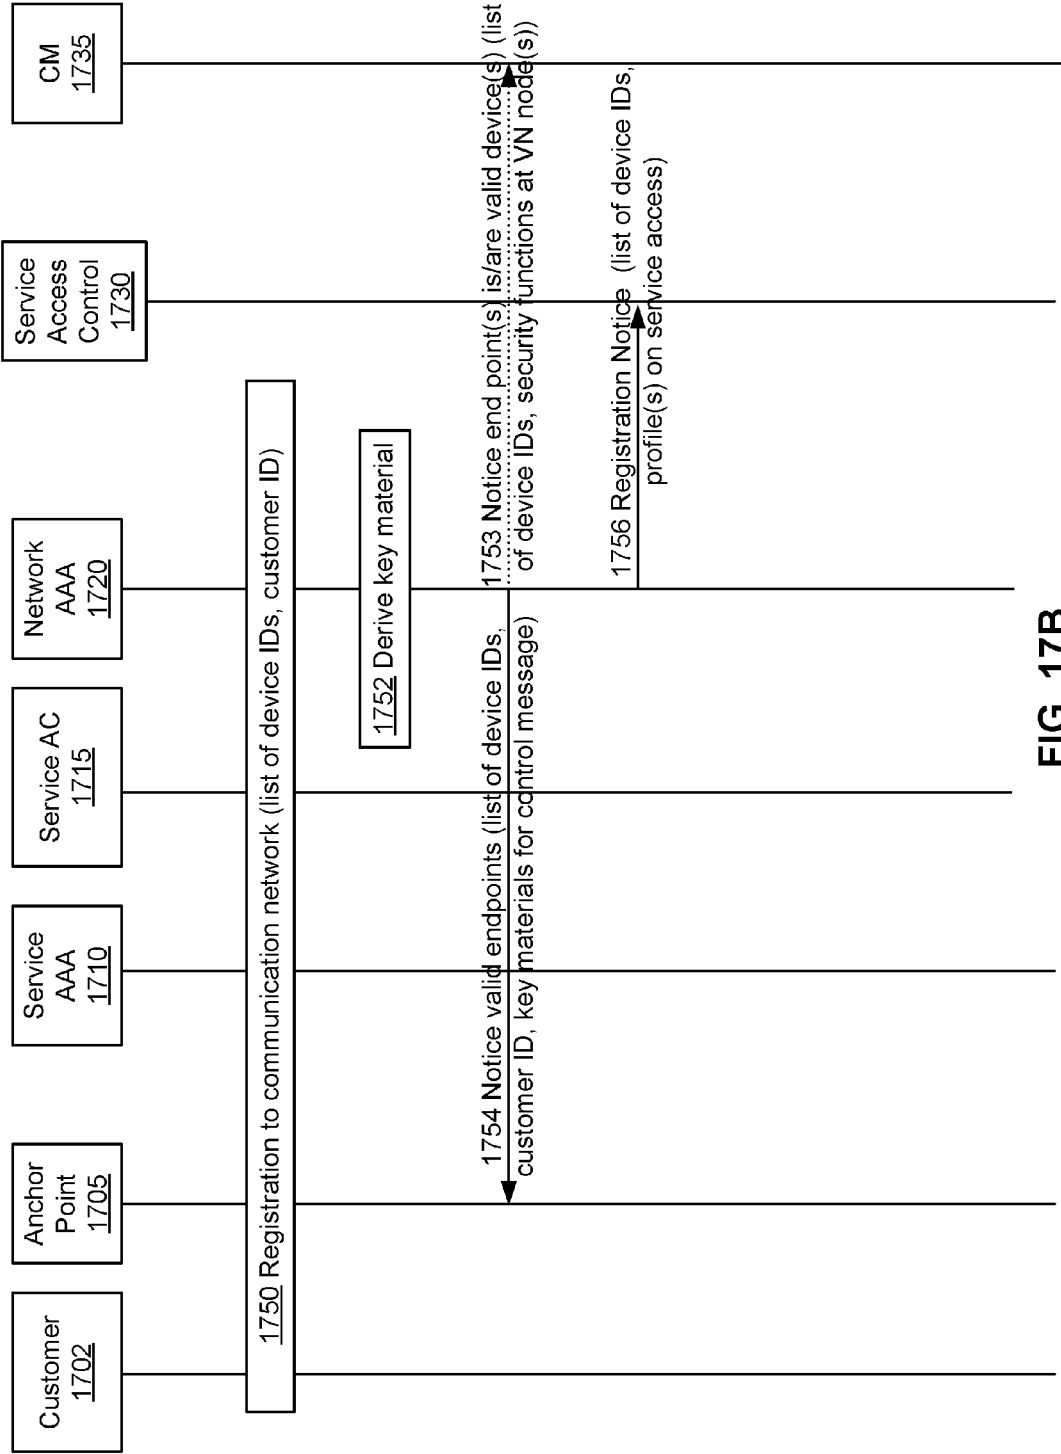 Customer
1702
Anchor
Point
1705
Service
AAA
1710
Service AC
1715
Network
AAA
1720
Service
Access
Control
1730
CM
1735
1750 Registration to communication network (list of device IDs, customer ID)
1752 Derive key material
1754 Notice valid endpoints (list of device IDs,
customer ID, key materials for control message)
1753 Notice end point(s) is/are valid device(s) (list
of device IDs, security functions at VN node(s))
1756 Registration Notice (list of device IDs,
profile(s) on service access)
FIG. 17B